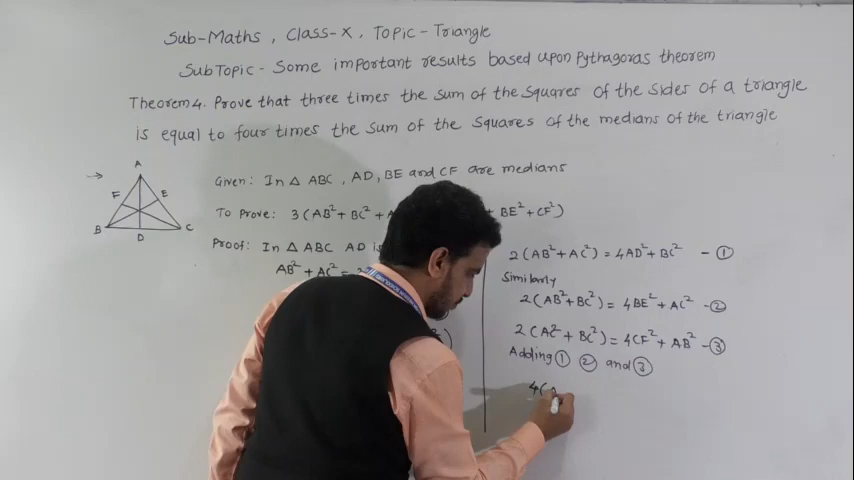 Sub-Maths, Class-X, Topic-Triangle
SubTopic - Some important results based upon Pythagoras theorem
Theorem 4. Prove that three times the sum of the squares of the sides of a triangle
is equal to four times the sum of the squares of the medians of the triangle
A
F E
B D C
Given: In △ ABC, AD, BE and CF are medians
To Prove: 3(AB² + BC² + + BE² + CF²)
Proof: In △ ABC AD is
AB² + AC² =
2(AB² + AC²) = 4AD² + BC² - ①
Similarly
2(AB² + BC²) = 4BE² + AC² - ②
2(AC² + BC²) = 4CF² + AB² - ③
Adding ① ② and ③
4(